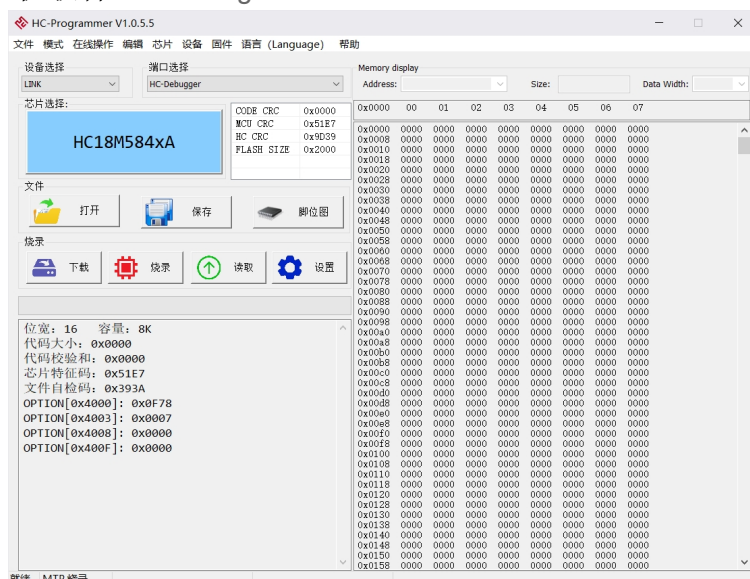 HC-Programmer V1.0.5.5
文件 模式 在线操作 编辑 芯片 设备 固件 语言 (Language) 帮助
设备选择 端口选择
LINK HC-Debugger
芯片选择:
HC18M584xA
CODE CRC 0x0000
MCU CRC 0x51E7
HC CRC 0x9D39
FLASH SIZE 0x2000
文件
打开 保存 脚位图
烧录
下载 烧录 读取 设置
位宽: 16 容量: 8K
代码大小: 0x0000
代码校验和: 0x0000
芯片特征码: 0x51E7
文件自检码: 0x393A
OPTION[0x4000]: 0x0F78
OPTION[0x4003]: 0x0007
OPTION[0x4008]: 0x0000
OPTION[0x400F]: 0x0000
Memory display
Address: Size: Data Width:
0x0000 00 01 02 03 04 05 06 07
0x0000 0000 0000 0000 0000 0000 0000 0000 0000
0x0008 0000 0000 0000 0000 0000 0000 0000 0000
0x0010 0000 0000 0000 0000 0000 0000 0000 0000
0x0018 0000 0000 0000 0000 0000 0000 0000 0000
0x0020 0000 0000 0000 0000 0000 0000 0000 0000
0x0028 0000 0000 0000 0000 0000 0000 0000 0000
0x0030 0000 0000 0000 0000 0000 0000 0000 0000
0x0038 0000 0000 0000 0000 0000 0000 0000 0000
0x0040 0000 0000 0000 0000 0000 0000 0000 0000
0x0048 0000 0000 0000 0000 0000 0000 0000 0000
0x0050 0000 0000 0000 0000 0000 0000 0000 0000
0x0058 0000 0000 0000 0000 0000 0000 0000 0000
0x0060 0000 0000 0000 0000 0000 0000 0000 0000
0x0068 0000 0000 0000 0000 0000 0000 0000 0000
0x0070 0000 0000 0000 0000 0000 0000 0000 0000
0x0078 0000 0000 0000 0000 0000 0000 0000 0000
0x0080 0000 0000 0000 0000 0000 0000 0000 0000
0x0088 0000 0000 0000 0000 0000 0000 0000 0000
0x0090 0000 0000 0000 0000 0000 0000 0000 0000
0x0098 0000 0000 0000 0000 0000 0000 0000 0000
0x00a0 0000 0000 0000 0000 0000 0000 0000 0000
0x00a8 0000 0000 0000 0000 0000 0000 0000 0000
0x00b0 0000 0000 0000 0000 0000 0000 0000 0000
0x00b8 0000 0000 0000 0000 0000 0000 0000 0000
0x00c0 0000 0000 0000 0000 0000 0000 0000 0000
0x00c8 0000 0000 0000 0000 0000 0000 0000 0000
0x00d0 0000 0000 0000 0000 0000 0000 0000 0000
0x00d8 0000 0000 0000 0000 0000 0000 0000 0000
0x00e0 0000 0000 0000 0000 0000 0000 0000 0000
0x00e8 0000 0000 0000 0000 0000 0000 0000 0000
0x00f0 0000 0000 0000 0000 0000 0000 0000 0000
0x00f8 0000 0000 0000 0000 0000 0000 0000 0000
0x0100 0000 0000 0000 0000 0000 0000 0000 0000
0x0108 0000 0000 0000 0000 0000 0000 0000 0000
0x0110 0000 0000 0000 0000 0000 0000 0000 0000
0x0118 0000 0000 0000 0000 0000 0000 0000 0000
0x0120 0000 0000 0000 0000 0000 0000 0000 0000
0x0128 0000 0000 0000 0000 0000 0000 0000 0000
0x0130 0000 0000 0000 0000 0000 0000 0000 0000
0x0138 0000 0000 0000 0000 0000 0000 0000 0000
0x0140 0000 0000 0000 0000 0000 0000 0000 0000
0x0148 0000 0000 0000 0000 0000 0000 0000 0000
0x0150 0000 0000 0000 0000 0000 0000 0000 0000
0x0158 0000 0000 0000 0000 0000 0000 0000 0000
就绪 MTP 烧录